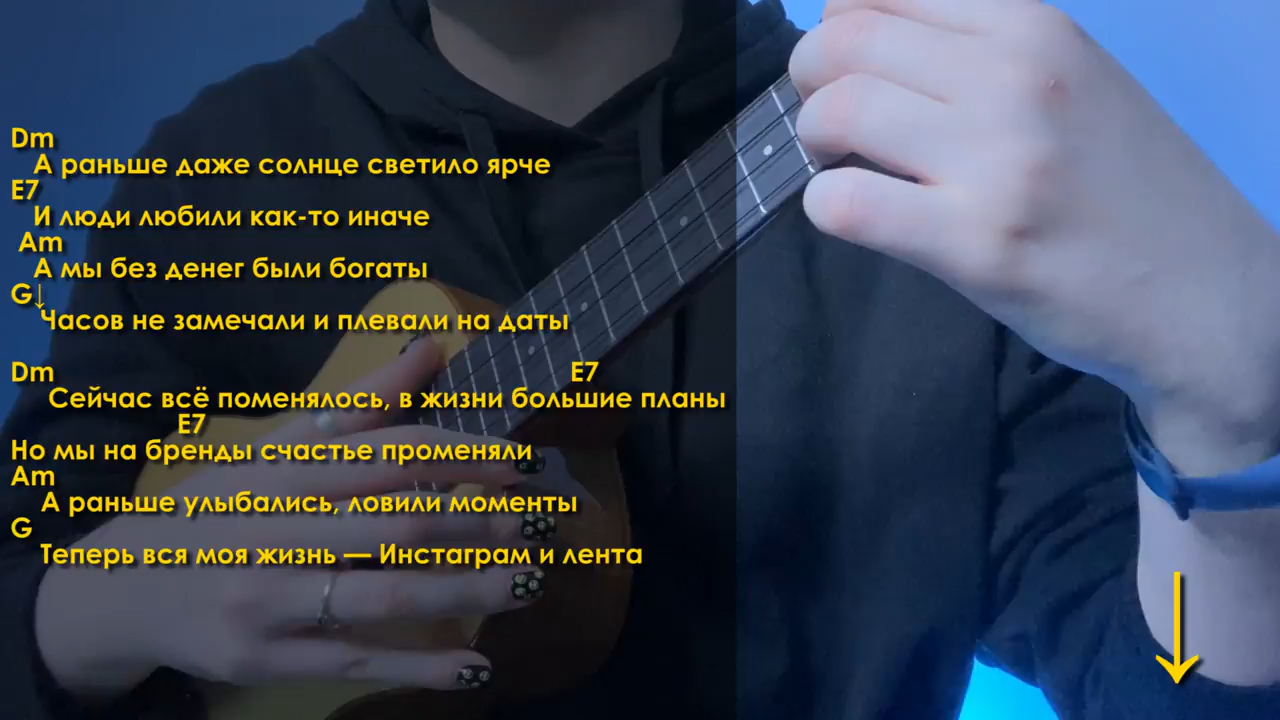 Dm
А раньше даже солнце светило ярче
E7
И люди любили как-то иначе
Am
А мы без денег были богаты
G↓
Часов не замечали и плевали на даты
Dm E7
Сейчас всё поменялось, в жизни большие планы
E7
Но мы на бренды счастье променяли
Am
А раньше улыбались, ловили моменты
G
Теперь вся моя жизнь — Инстаграм и лента